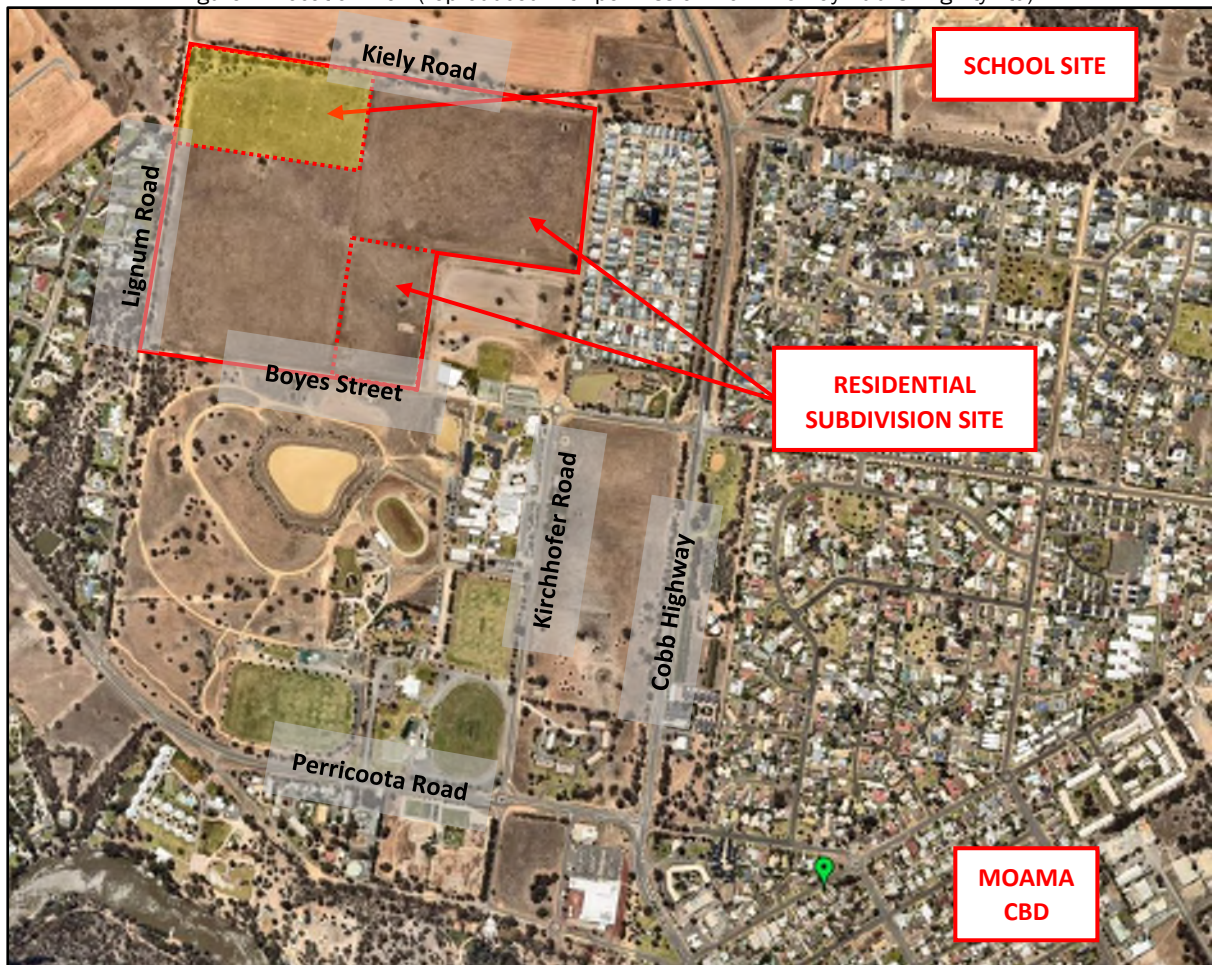 Kiely Road
SCHOOL SITE
Lignum Road
RESIDENTIAL
SUBDIVISION SITE
Boyes Street
Kirchhofer Road
Cobb Highway
Perricoota Road
MOAMA
CBD